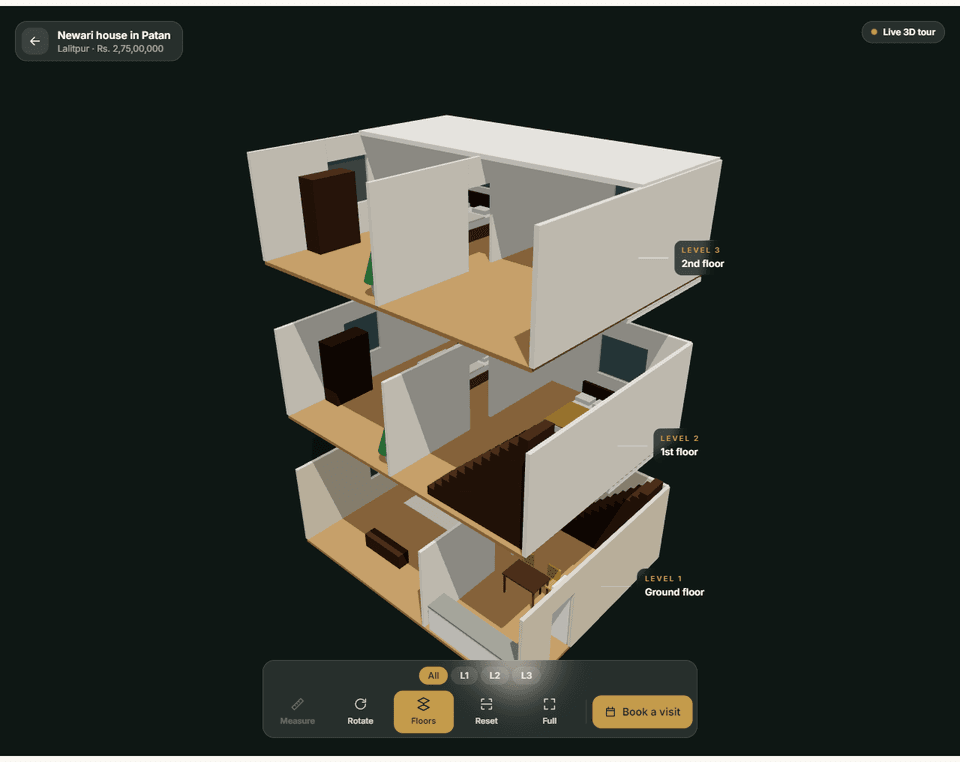 Newari house in Patan
Lalitpur · Rs. 2,75,00,000
Live 3D tour
LEVEL 3
2nd floor
LEVEL 2
1st floor
LEVEL 1
Ground floor
All L1 L2 L3
Measure Rotate Floors Reset Full Book a visit